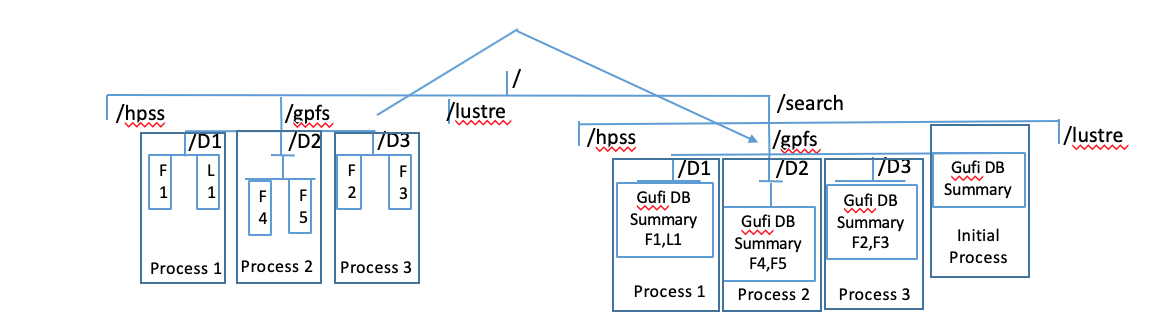 /
/hpss
/gpfs
/lustre
/search
/D1
/D2
/D3
F
1
L
1
F
4
F
5
F
2
F
3
Process 1
Process 2
Process 3
/hpss
/gpfs
/lustre
/D1
/D2
/D3
Gufi DB
Summary
F1,L1
Gufi DB
Summary
F4,F5
Gufi DB
Summary
F2,F3
Gufi DB
Summary
Initial
Process
Process 1
Process 2
Process 3